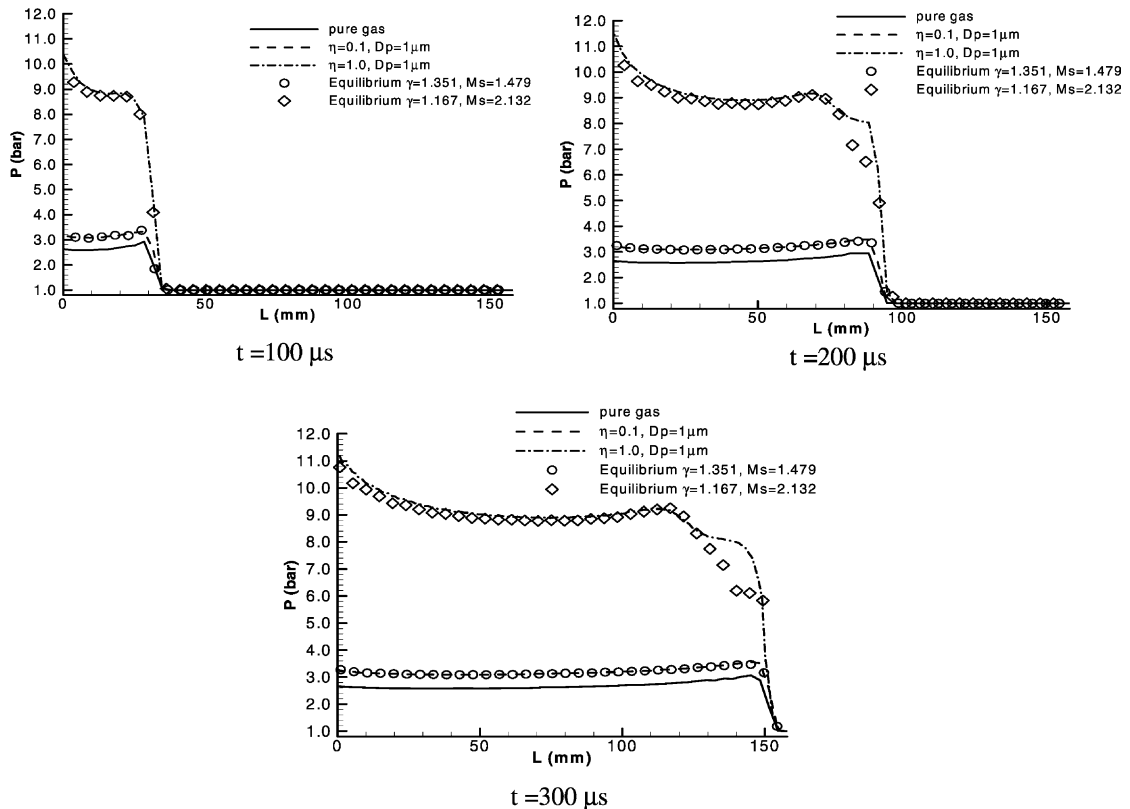 pure gas
η=0.1, Dp=1μm
η=1.0, Dp=1μm
Equilibrium γ=1.351, Ms=1.479
Equilibrium γ=1.167, Ms=2.132
12.0
11.0
10.0
9.0
8.0
7.0
6.0
5.0
4.0
3.0
2.0
1.0
P (bar)
0 50 100 150
L (mm)
t =100 μs
pure gas
η=0.1, Dp=1μm
η=1.0, Dp=1μm
Equilibrium γ=1.351, Ms=1.479
Equilibrium γ=1.167, Ms=2.132
12.0
11.0
10.0
9.0
8.0
7.0
6.0
5.0
4.0
3.0
2.0
1.0
P (bar)
0 50 100 150
L (mm)
t =200 μs
pure gas
η=0.1, Dp=1μm
η=1.0, Dp=1μm
Equilibrium γ=1.351, Ms=1.479
Equilibrium γ=1.167, Ms=2.132
12.0
11.0
10.0
9.0
8.0
7.0
6.0
5.0
4.0
3.0
2.0
1.0
P (bar)
0 50 100 150
L (mm)
t =300 μs